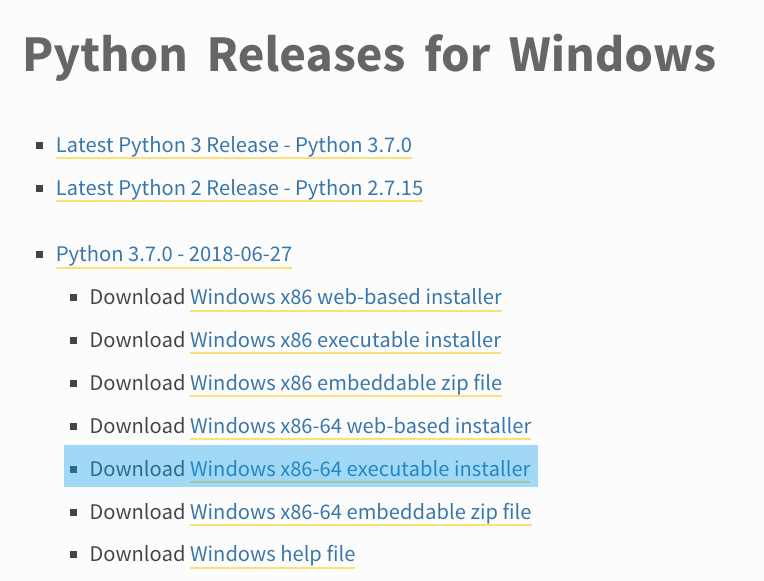 Python Releases for Windows
Latest Python 3 Release - Python 3.7.0
Latest Python 2 Release - Python 2.7.15
Python 3.7.0 - 2018-06-27
Download Windows x86 web-based installer
Download Windows x86 executable installer
Download Windows x86 embeddable zip file
Download Windows x86-64 web-based installer
Download Windows x86-64 executable installer
Download Windows x86-64 embeddable zip file
Download Windows help file